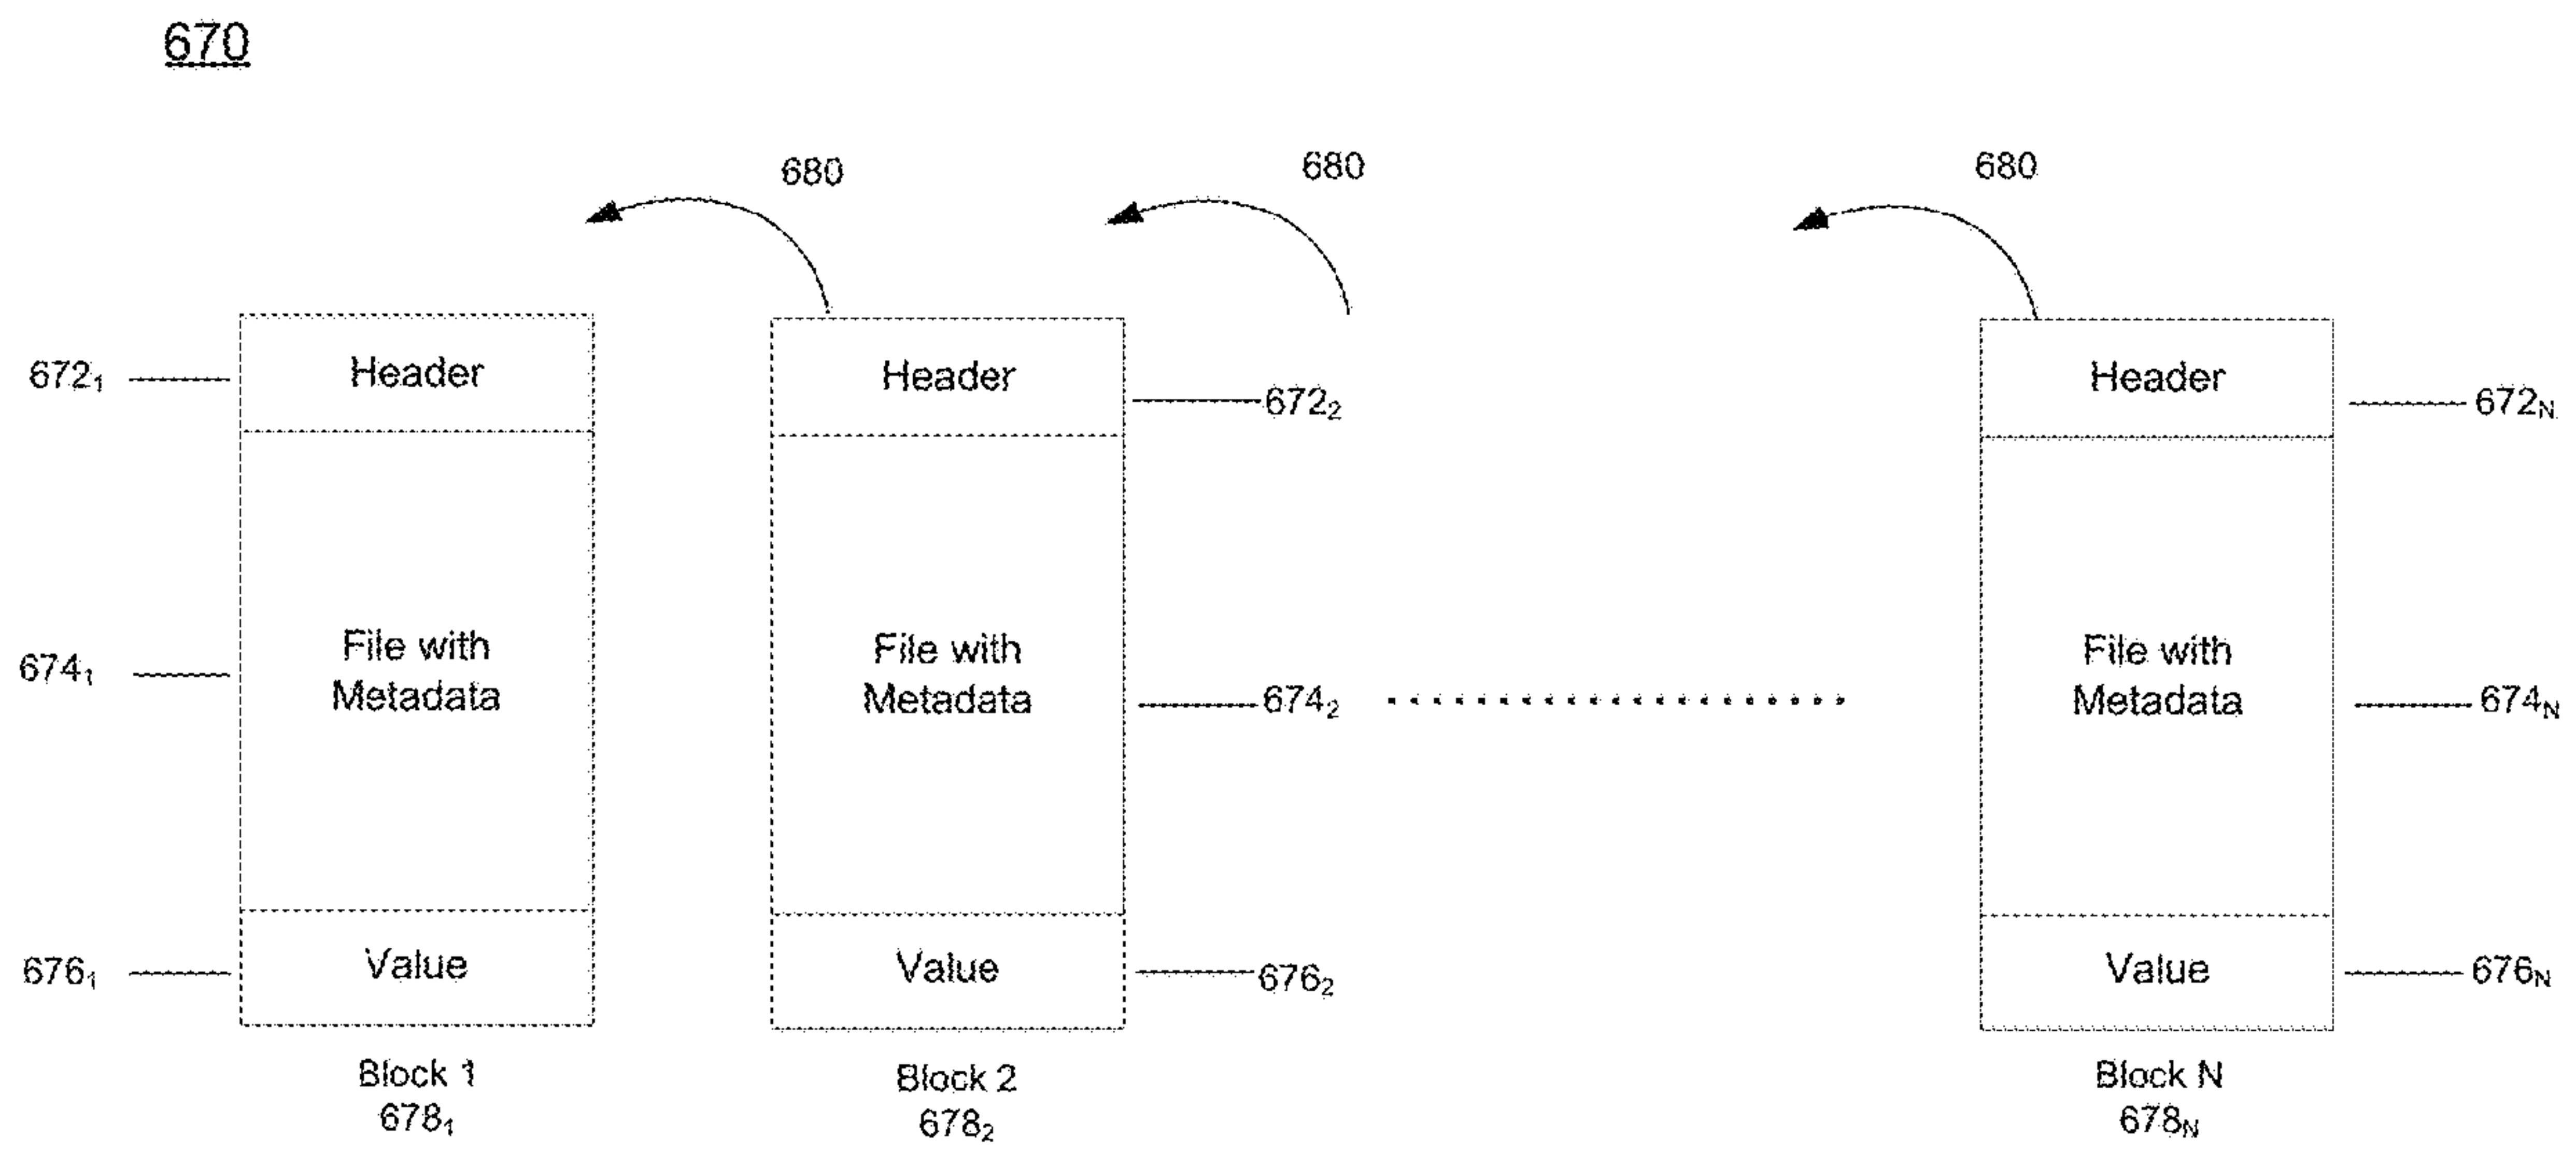 670
680 680 680
672₁ Header Header 672₂ Header 672N
674₁ File with Metadata File with Metadata 674₂ File with Metadata 674N
676₁ Value Value 676₂ Value 676N
Block 1 Block 2 Block N
678₁ 678₂ 678N